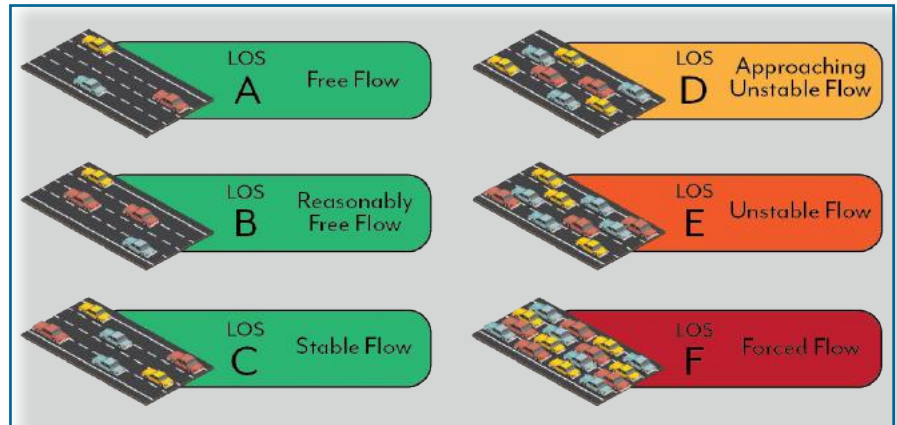 LOS
A
Free Flow
LOS
B
Reasonably
Free Flow
LOS
C
Stable Flow
LOS
D
Approaching
Unstable Flow
LOS
E
Unstable Flow
LOS
F
Forced Flow